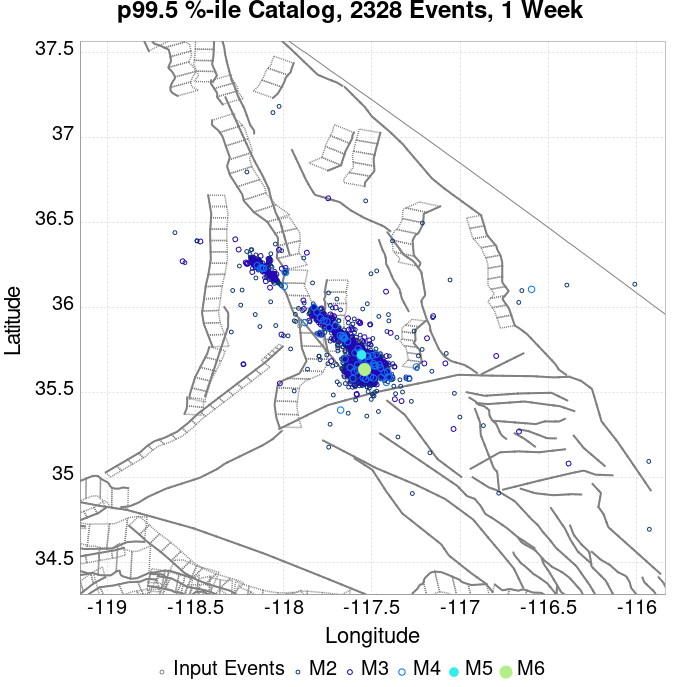 p99.5 %-ile Catalog, 2328 Events, 1 Week
37.5
37
36.5
36
35.5
35
34.5
Latitude
-119 -118.5 -118 -117.5 -117 -116.5 -116
Longitude
Input Events M2 M3 M4 M5 M6